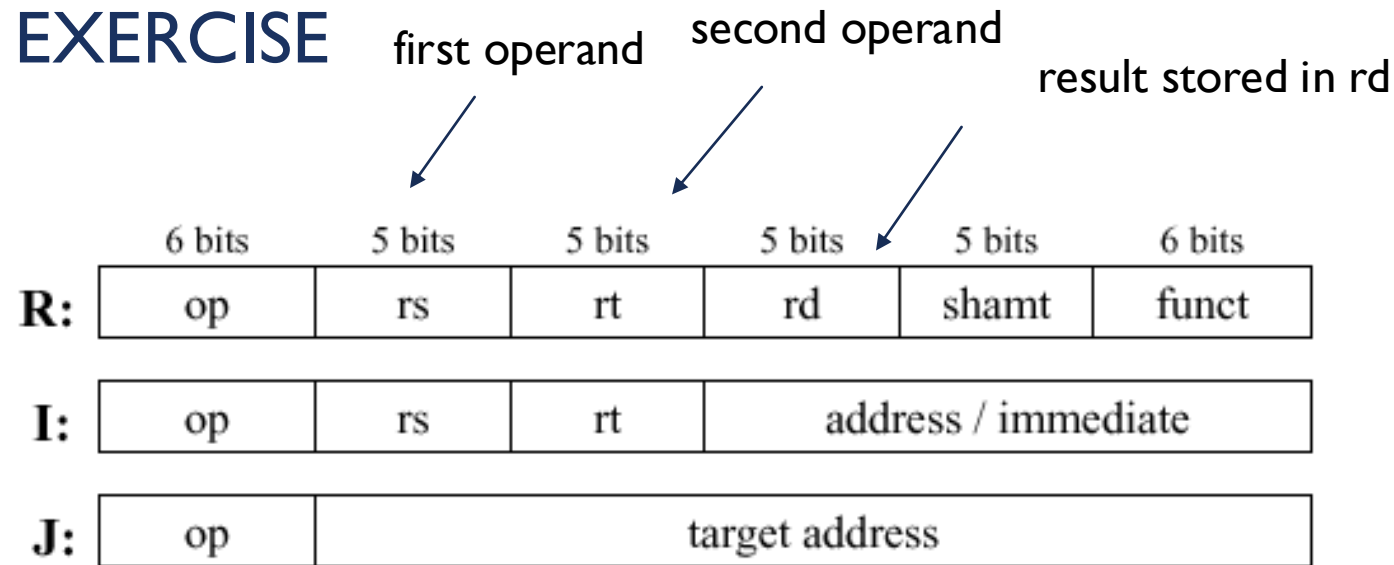 EXERCISE
first operand
second operand
result stored in rd
6 bits 5 bits 5 bits 5 bits 5 bits 6 bits
R: op rs rt rd shamt funct
I: op rs rt address / immediate
J: op target address